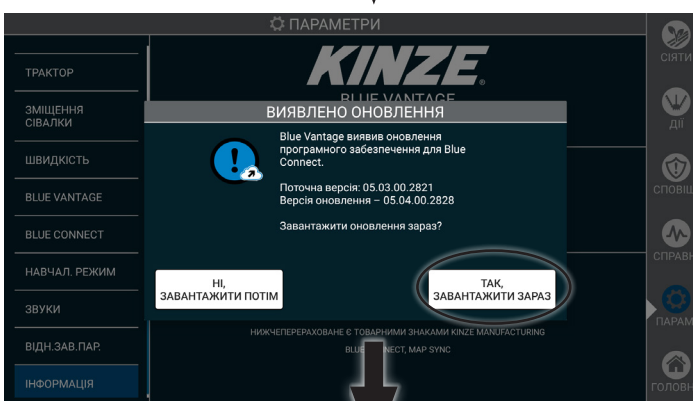 ПАРАМЕТРИ
ТРАКТОР
ЗМІЩЕННЯ
СІВАЛКИ
ШВИДКІСТЬ
BLUE VANTAGE
BLUE CONNECT
НАВЧАЛ. РЕЖИМ
ЗВУКИ
ВІДН.ЗАВ.ПАР.
ІНФОРМАЦІЯ
KINZE®
BLUE VANTAGE
ВИЯВЛЕНО ОНОВЛЕННЯ
Blue Vantage виявив оновлення
програмного забезпечення для Blue
Connect.
Поточна версія: 05.03.00.2821
Версія оновлення – 05.04.00.2828
Завантажити оновлення зараз?
НІ,
ЗАВАНТАЖИТИ ПОТІМ
ТАК,
ЗАВАНТАЖИТИ ЗАРАЗ
НИЖЧЕПЕРЕРАХОВАНЕ Є ТОВАРНИМИ ЗНАКАМИ KINZE MANUFACTURING
MAP SYNC
СІЯТИ
ДІЇ
СПОВІЩ
СПРАВН
ПАРАМ
ГОЛОВН